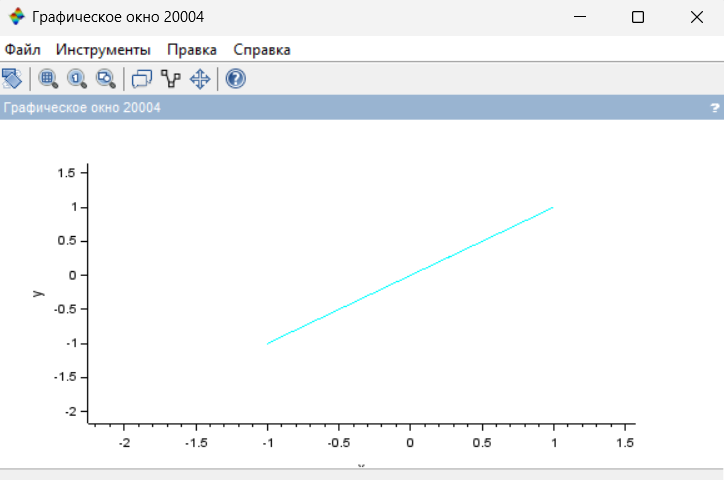 Графическое окно 20004
Файл Инструменты Правка Справка
Графическое окно 20004 ?
1.5
1
0.5
0
-0.5
-1
-1.5
-2
y
-2 -1.5 -1 -0.5 0 0.5 1 1.5